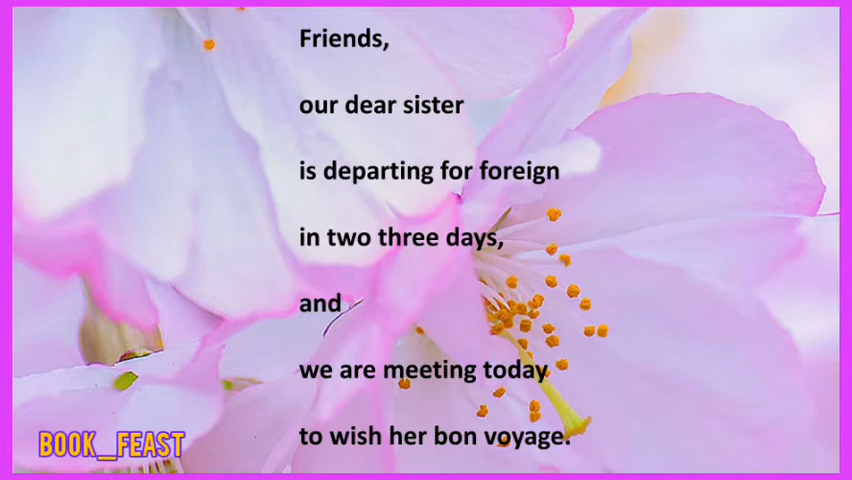 Friends,
our dear sister
is departing for foreign
in two three days,
and
we are meeting today
to wish her bon voyage.
BOOK_FEAST